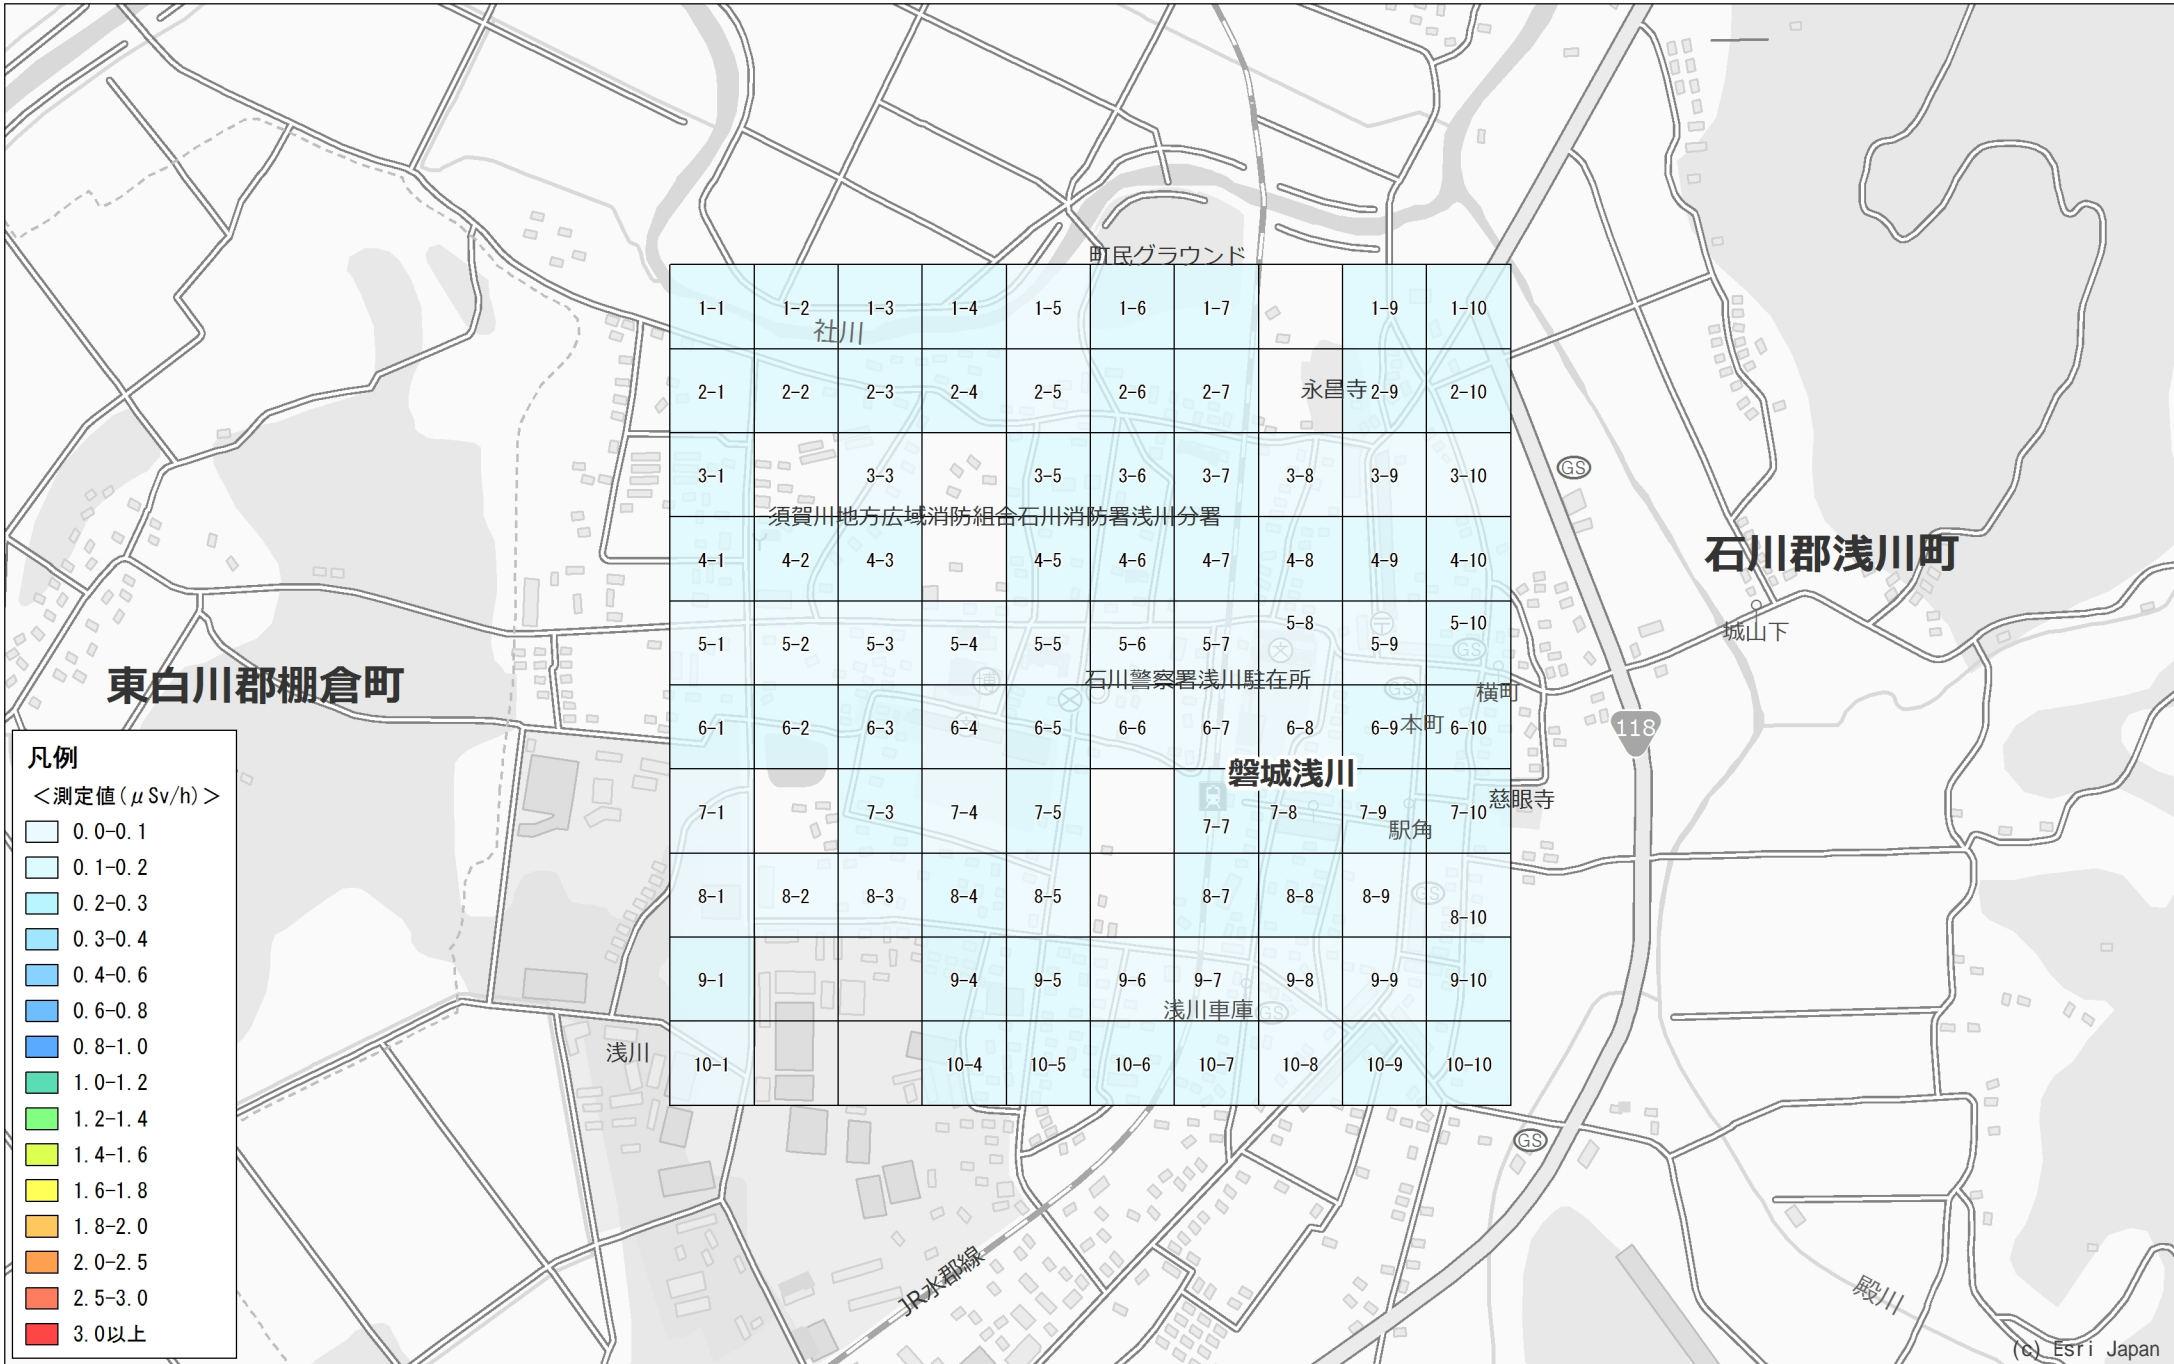 町民グラウンド
1-1 1-2 1-3 1-4 1-5 1-6 1-7 1-9 1-10
社川
2-1 2-2 2-3 2-4 2-5 2-6 2-7 永昌寺 2-9 2-10
3-1 3-3 3-5 3-6 3-7 3-8 3-9 3-10
GS
須賀川地方広域消防組合石川消防署浅川分署
4-1 4-2 4-3 4-5 4-6 4-7 4-8 4-9 4-10
石川郡浅川町
5-1 5-2 5-3 5-4 5-5 5-6 5-7 5-8 5-9 5-10
城山下
文 GS
東白川郡棚倉町
博 石川警察署浅川駐在所 GS 横町
6-1 6-2 6-3 6-4 6-5 6-6 6-7 6-8 6-9 本町 6-10
118
磐城浅川
7-1 7-3 7-4 7-5 7-7 7-8 7-9 7-10
慈眼寺
駅角
8-1 8-2 8-3 8-4 8-5 8-7 8-8 8-9 GS 8-10
9-1 9-4 9-5 9-6 9-7 9-8 9-9 9-10
浅川車庫 GS
浅川
10-1 10-4 10-5 10-6 10-7 10-8 10-9 10-10
GS
JR水郡線
殿川
凡例
＜測定値(μSv/h)＞
0.0-0.1
0.1-0.2
0.2-0.3
0.3-0.4
0.4-0.6
0.6-0.8
0.8-1.0
1.0-1.2
1.2-1.4
1.4-1.6
1.6-1.8
1.8-2.0
2.0-2.5
2.5-3.0
3.0以上
(c) Esri Japan